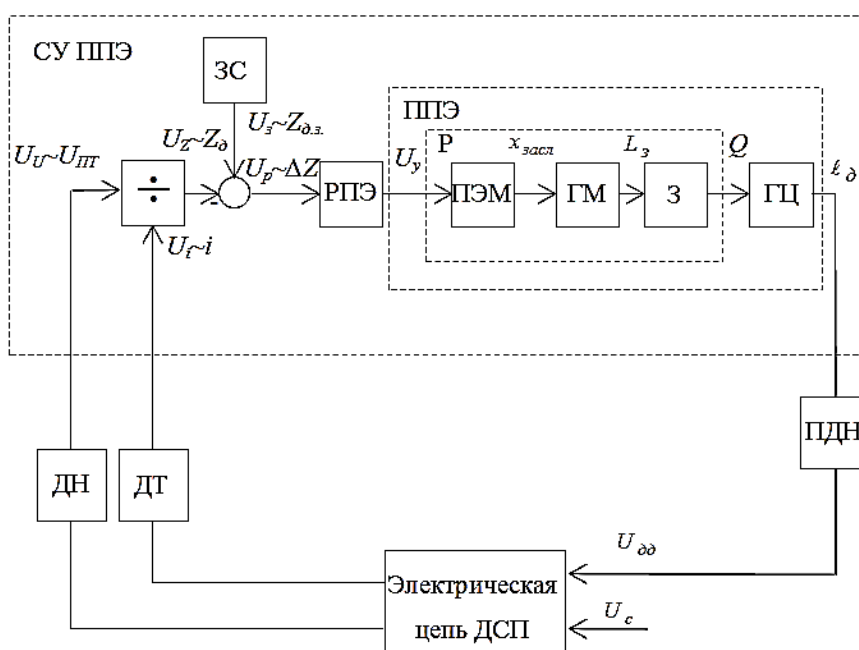 СУ ППЭ
ЗС
ППЭ
U_U~U_ПТ
U_Z~Z_д
U_з~Z_д.з.
U_p~ΔZ
÷
-
РПЭ
U_y
Р
x_засл
L_з
Q
ℓ_д
ПЭМ
ГМ
З
ГЦ
U_i~i
ПДН
ДН
ДТ
U_дд
Электрическая
цепь ДСП
U_c